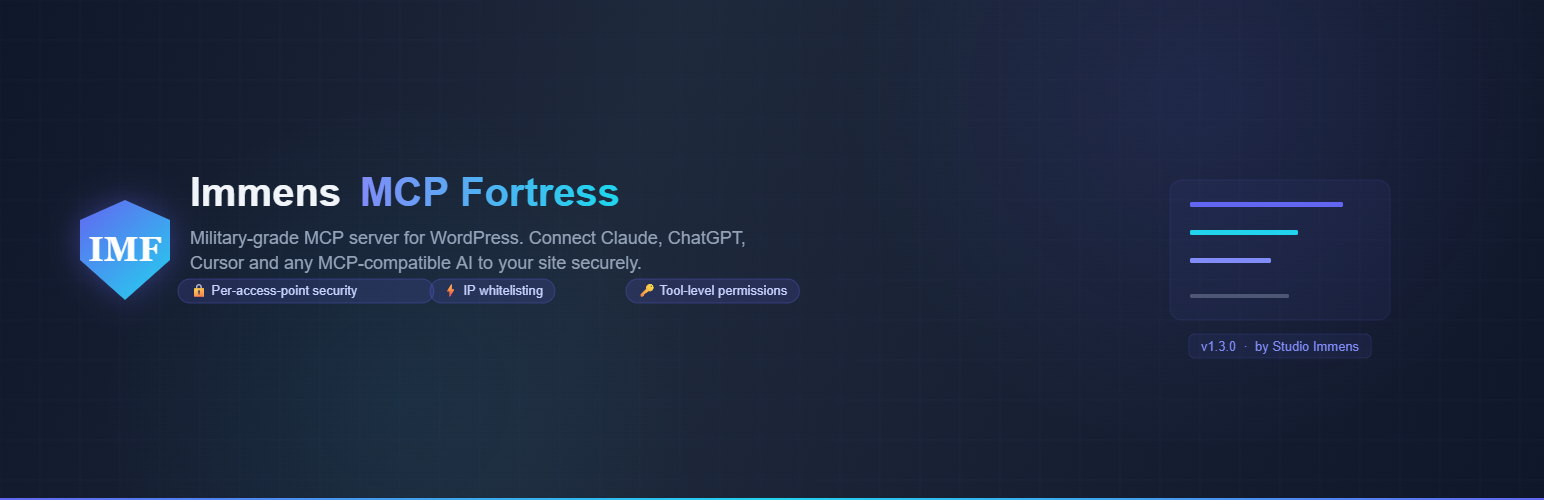 Immens MCP Fortress
IMF
Military-grade MCP server for WordPress. Connect Claude, ChatGPT,
Cursor and any MCP-compatible AI to your site securely.
Per-access-point security
IP whitelisting
Tool-level permissions
v1.3.0 · by Studio Immens